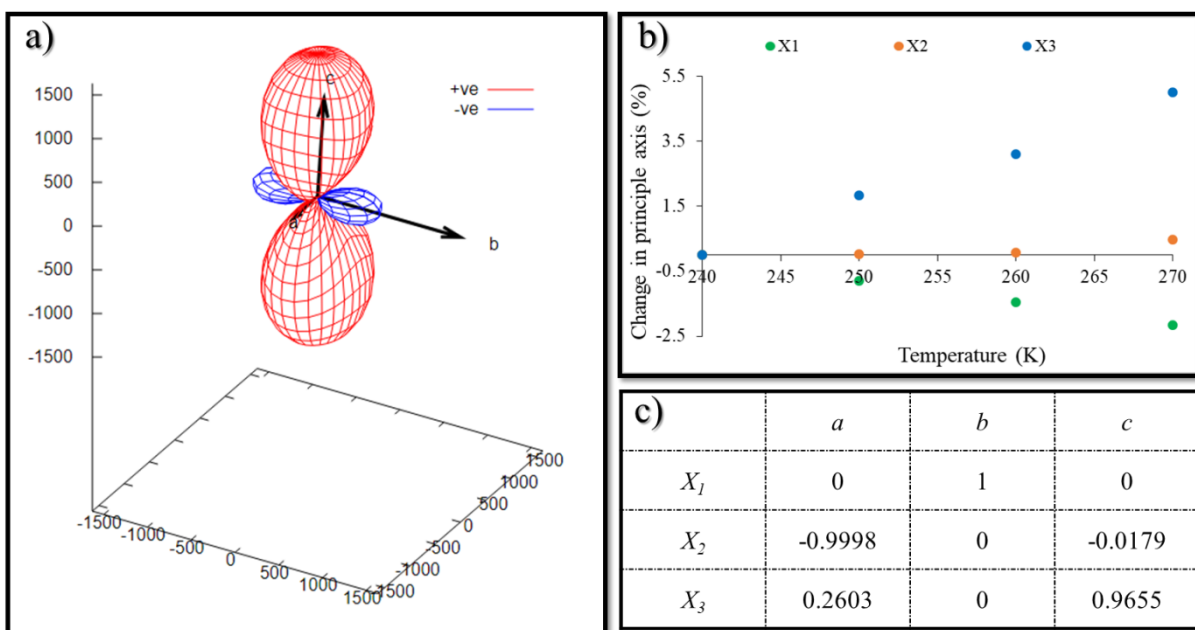 a)
1500
1000
500
0
-500
-1000
-1500
+ve
-ve
c
a
b
-1500
-1000
-500
0
500
1000
1500
-1500
-1000
-500
0
500
1000
1500
b)
X1 X2 X3
Change in principle axis (%)
5.5
3.5
1.5
-0.5
-2.5
240 245 250 255 260 265 270
Temperature (K)
c)
a b c
X1 0 1 0
X2 -0.9998 0 -0.0179
X3 0.2603 0 0.9655